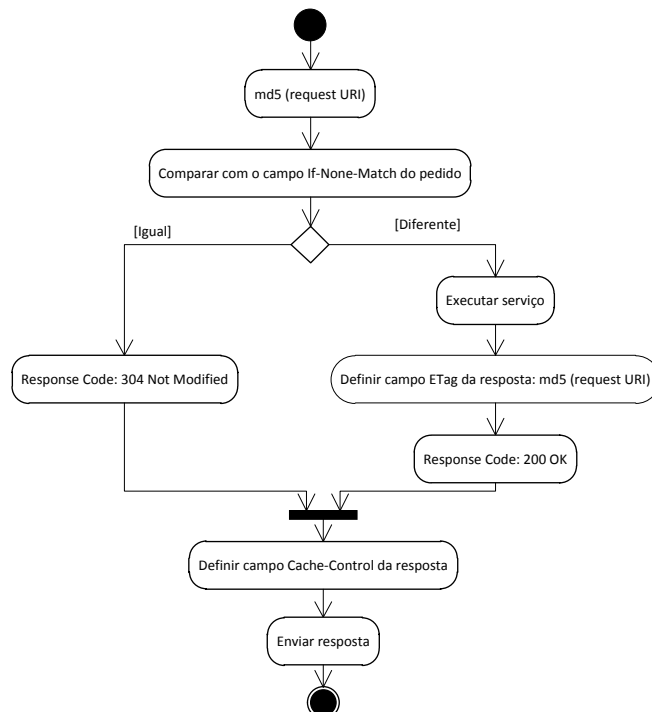 md5 (request URI)
Comparar com o campo If-None-Match do pedido
[Igual]
[Diferente]
Executar serviço
Response Code: 304 Not Modified
Definir campo ETag da resposta: md5 (request URI)
Response Code: 200 OK
Definir campo Cache-Control da resposta
Enviar resposta